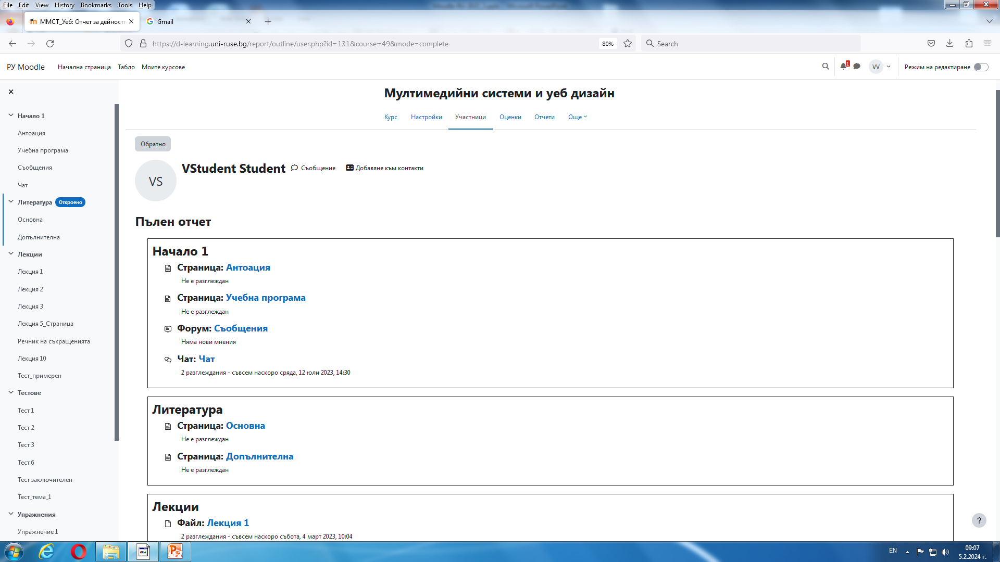 File Edit View History Bookmarks Tools Help
ММСТ_Уеб: Отчет за дейност
Gmail
https://d-learning.uni-ruse.bg/report/outline/user.php?id=131&course=49&mode=complete
80%
Search
РУ Moodle
Начална страница Табло Моите курсове
1
VV
Режим на редактиране
Мултимедийни системи и уеб дизайн
Курс Настройки Участници Оценки Отчети Още
Начало 1
Антоация
Учебна програма
Съобщения
Чат
Литература Откроено
Основна
Допълнителна
Лекции
Лекция 1
Лекция 2
Лекция 3
Лекция 5_Страница
Речник на съкращенията
Лекция 10
Тест_примерен
Тестове
Тест 1
Тест 2
Тест 3
Тест 6
Тест заключителен
Тест_тема_1
Упражнения
Упражнение 1
Обратно
VS
VStudent Student Съобщение Добавяне към контакти
Пълен отчет
Начало 1
Страница: Антоация
Не е разглеждан
Страница: Учебна програма
Не е разглеждан
Форум: Съобщения
Няма нови мнения
Чат: Чат
2 разглеждания - съвсем наскоро сряда, 12 юли 2023, 14:30
Литература
Страница: Основна
Не е разглеждан
Страница: Допълнителна
Не е разглеждан
Лекции
Файл: Лекция 1
2 разглеждания - съвсем наскоро събота, 4 март 2023, 10:04
?
EN
09:07
5.2.2024 г.